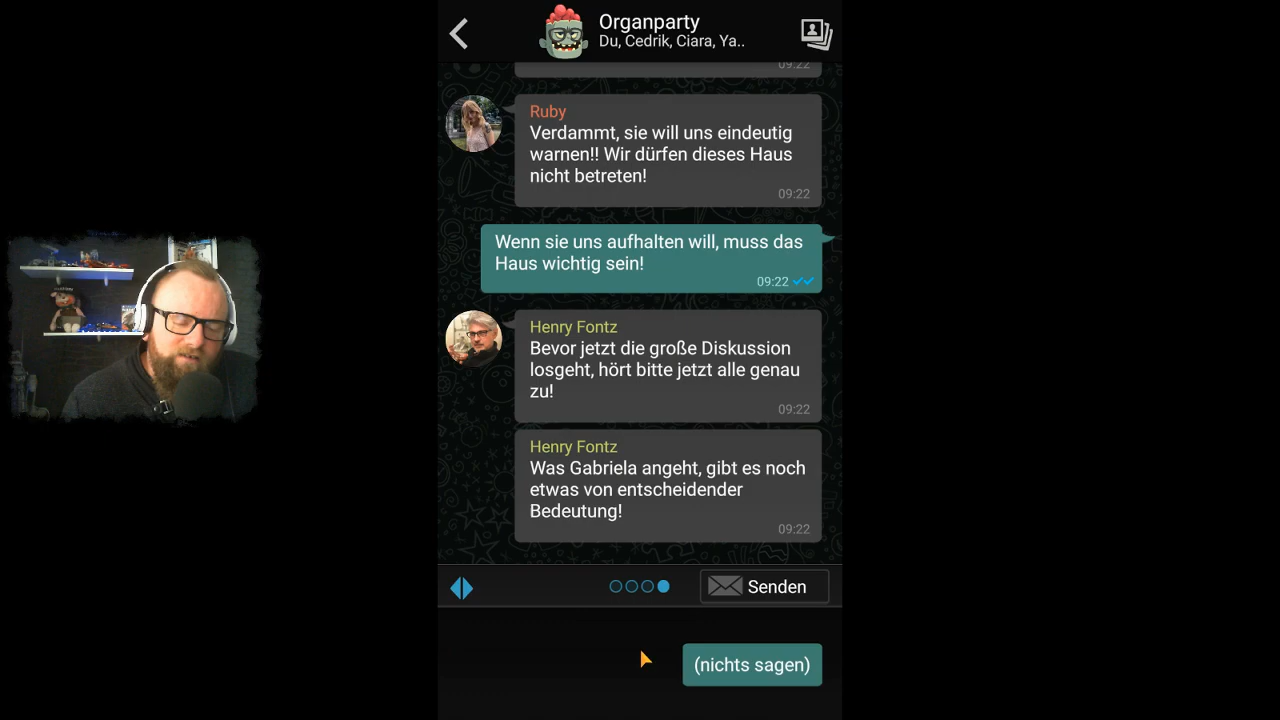 Organparty
Du, Cedrik, Ciara, Ya..
09:22
Ruby
Verdammt, sie will uns eindeutig
warnen!! Wir dürfen dieses Haus
nicht betreten!
09:22
Wenn sie uns aufhalten will, muss das
Haus wichtig sein!
09:22
Henry Fontz
Bevor jetzt die große Diskussion
losgeht, hört bitte jetzt alle genau
zu!
09:22
Henry Fontz
Was Gabriela angeht, gibt es noch
etwas von entscheidender
Bedeutung!
09:22
Senden
(nichts sagen)